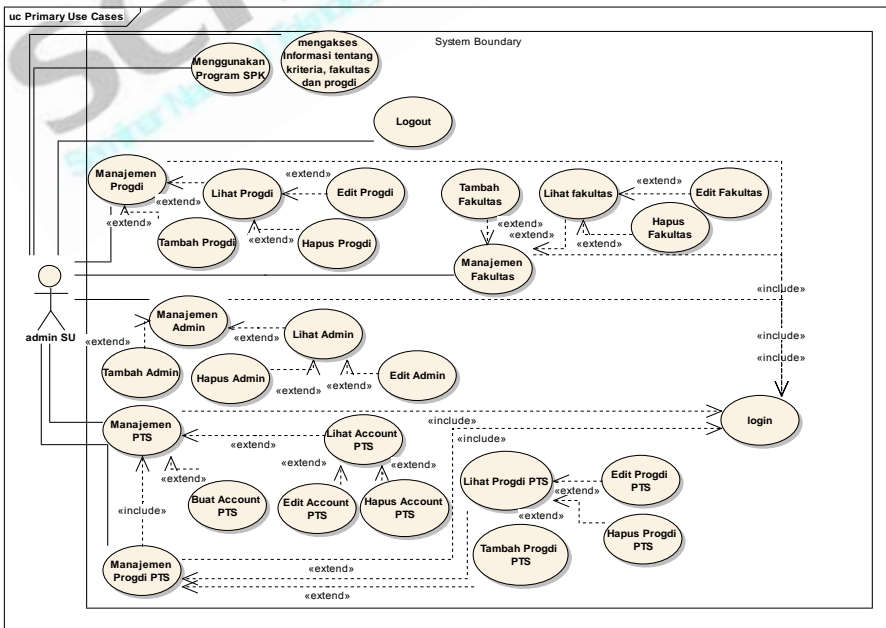 uc Primary Use Cases
System Boundary
Menggunakan
Program SPK
mengakses
Informasi tentang
kriteria, fakultas
dan progdi
Logout
Manajemen
Progdi
«extend»
Lihat Progdi
«extend»
Edit Progdi
«extend»
Tambah Progdi
«extend»
Hapus Progdi
Tambah
Fakultas
Lihat fakultas
«extend»
Edit Fakultas
«extend»
«extend»
Hapus
Fakultas
«extend»
Manajemen
Fakultas
admin SU
«include»
Manajemen
Admin
«extend»
Lihat Admin
«include»
«extend»
«include»
Tambah Admin
Hapus Admin
«extend»
«extend»
Edit Admin
Manajemen
PTS
«include»
login
Lihat Account
PTS
«extend»
«include»
«extend»
«extend»
«extend»
Buat Account
PTS
Edit Account
PTS
Hapus Account
PTS
Lihat Progdi PTS
«extend»
Edit Progdi
PTS
«extend»
Hapus Progdi
PTS
«include»
Tambah Progdi
PTS
Manajemen
Progdi PTS
«extend»
«extend»